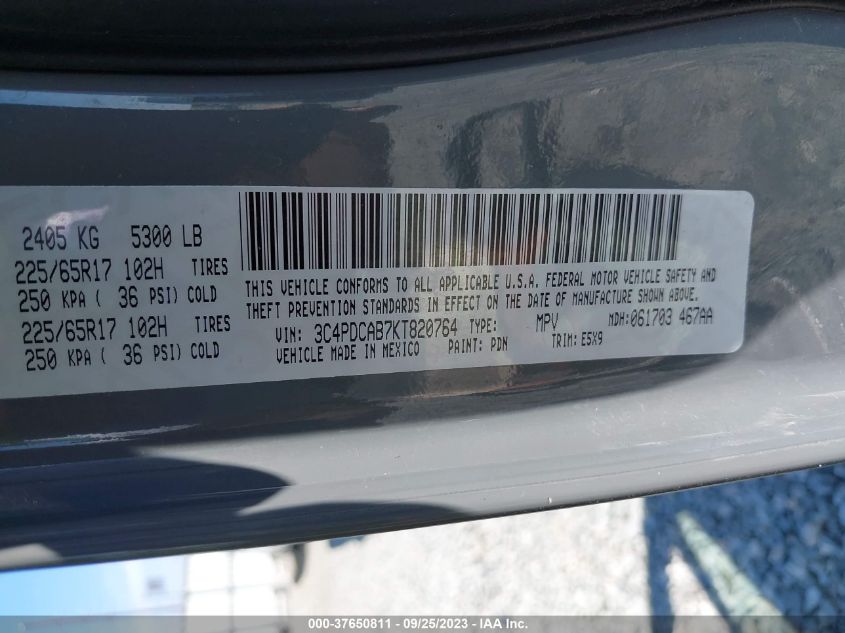 2405 KG 5300 LB
225/65R17 102H TIRES
250 KPA ( 36 PSI) COLD
225/65R17 102H TIRES
250 KPA ( 36 PSI) COLD
THIS VEHICLE CONFORMS TO ALL APPLICABLE U.S.A. FEDERAL MOTOR VEHICLE SAFETY AND
THEFT PREVENTION STANDARDS IN EFFECT ON THE DATE OF MANUFACTURE SHOWN ABOVE.
VIN: 3C4PDCAB7KT820764 TYPE: MPV MDH:061703 467AA
VEHICLE MADE IN MEXICO PAINT: PDN TRIM: E5X9
000-37650811 - 09/25/2023 - IAA Inc.